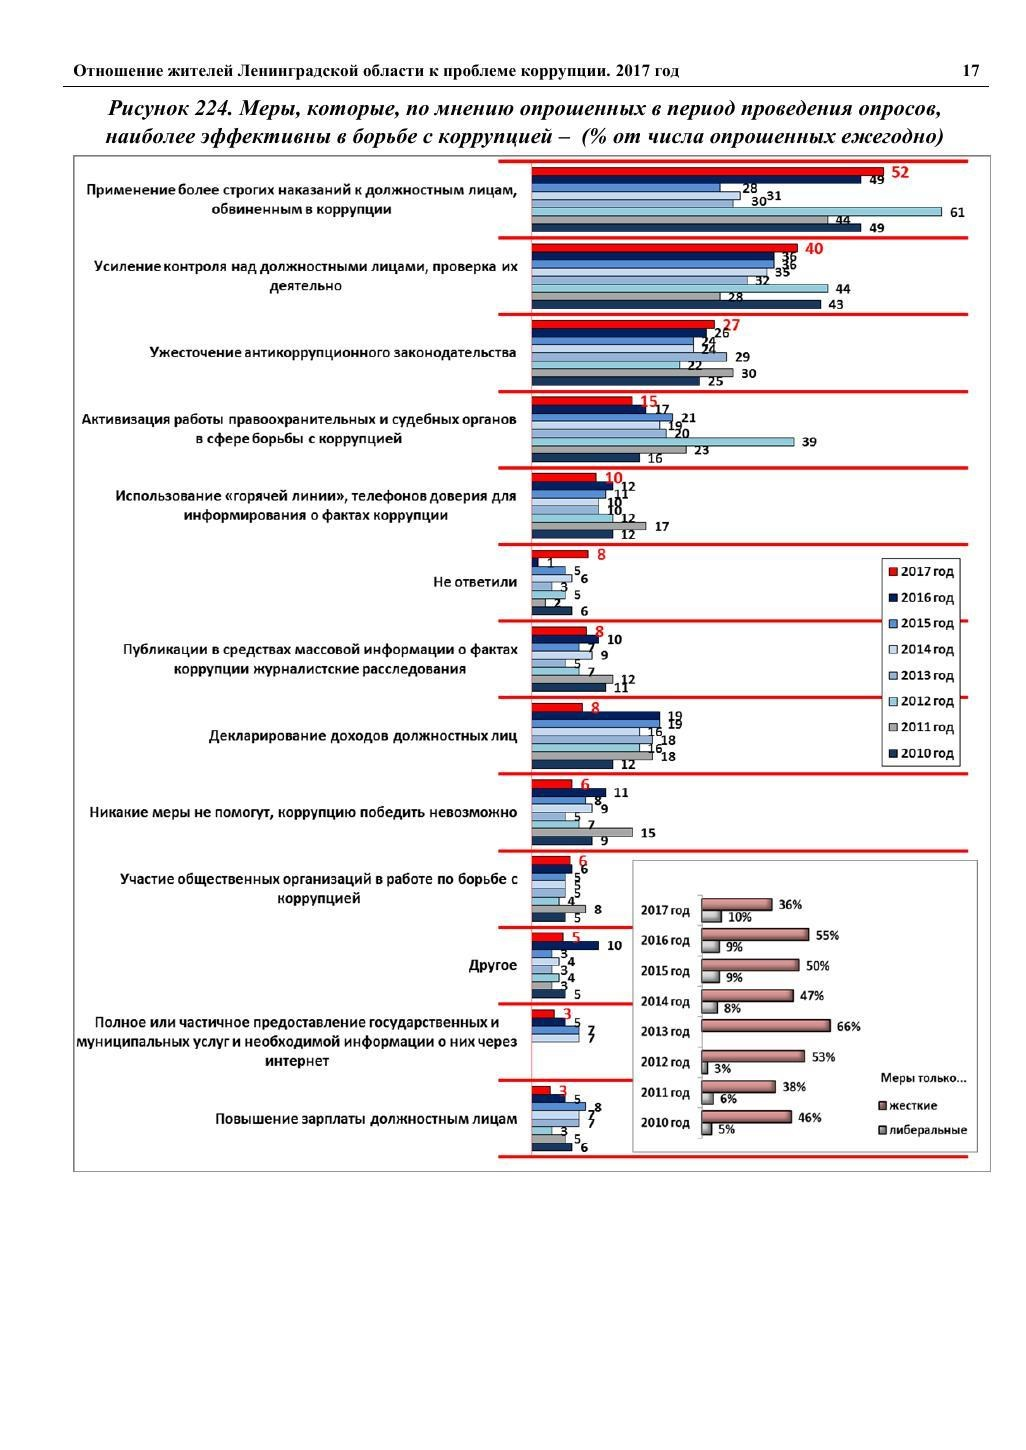 Отношение жителей Ленинградской области к проблеме коррупции. 2017 год 17
Рисунок 224. Меры, которые, по мнению опрошенных в период проведения опросов,
наиболее эффективны в борьбе с коррупцией – (% от числа опрошенных ежегодно)
Применение более строгих наказаний к должностным лицам,
обвиненным в коррупции
52
49
28
31
30
61
44
49
Усиление контроля над должностными лицами, проверка их
деятельно
40
36
36
35
32
44
28
43
Ужесточение антикоррупционного законодательства
27
26
24
24
29
22
30
25
Активизация работы правоохранительных и судебных органов
в сфере борьбы с коррупцией
15
17
21
19
20
39
23
16
Использование «горячей линии», телефонов доверия для
информирования о фактах коррупции
10
12
11
10
10
12
17
12
Не ответили
8
1
5
6
3
5
2
6
Публикации в средствах массовой информации о фактах
коррупции журналистские расследования
8
10
7
9
5
7
12
11
Декларирование доходов должностных лиц
8
19
19
16
18
16
18
12
Никакие меры не помогут, коррупцию победить невозможно
6
11
8
9
5
7
15
9
Участие общественных организаций в работе по борьбе с
коррупцией
6
6
5
5
5
4
8
5
Другое
5
10
3
4
3
4
3
5
Полное или частичное предоставление государственных и
муниципальных услуг и необходимой информации о них через
интернет
3
5
7
7
Повышение зарплаты должностным лицам
3
5
8
7
7
3
5
6
2017 год
2016 год
2015 год
2014 год
2013 год
2012 год
2011 год
2010 год
2017 год 36%
10%
2016 год 55%
9%
2015 год 50%
9%
2014 год 47%
8%
2013 год 66%
2012 год 53%
3%
2011 год 38%
6%
2010 год 46%
5%
Меры только...
жесткие
либеральные